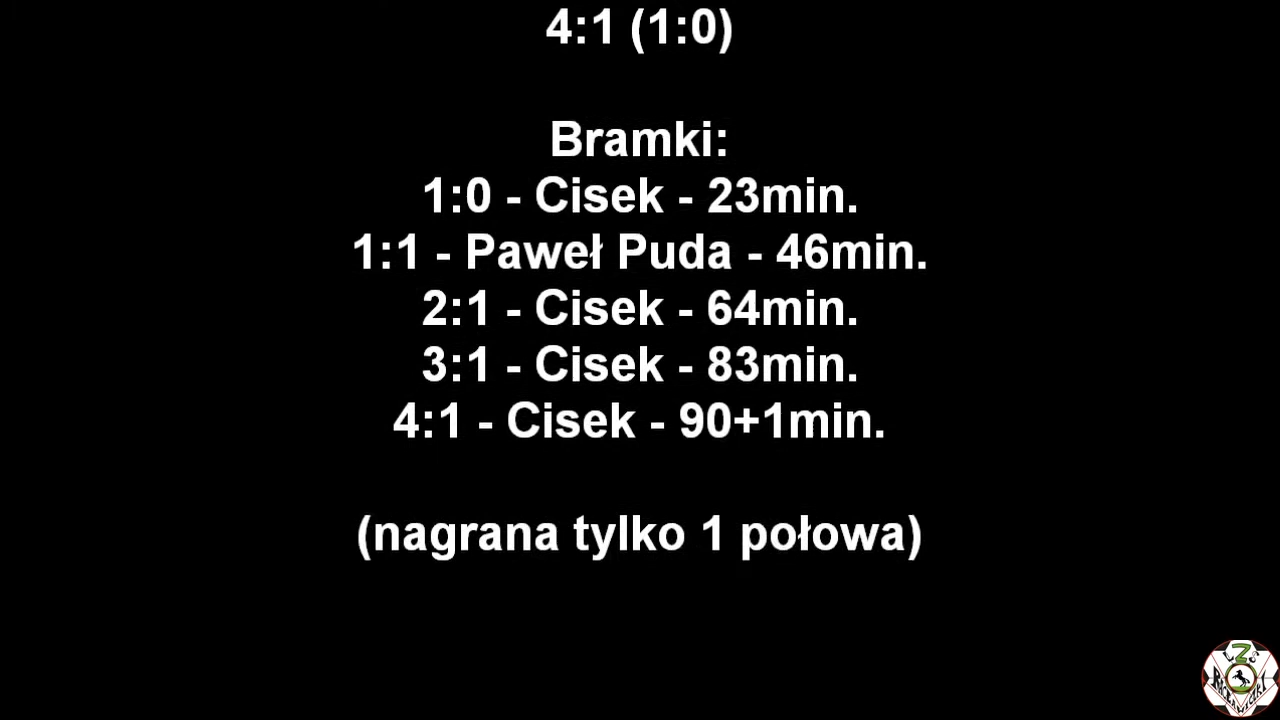 4:1 (1:0)
Bramki:
1:0 - Cisek - 23min.
1:1 - Paweł Puda - 46min.
2:1 - Cisek - 64min.
3:1 - Cisek - 83min.
4:1 - Cisek - 90+1min.
(nagrana tylko 1 połowa)
LZS